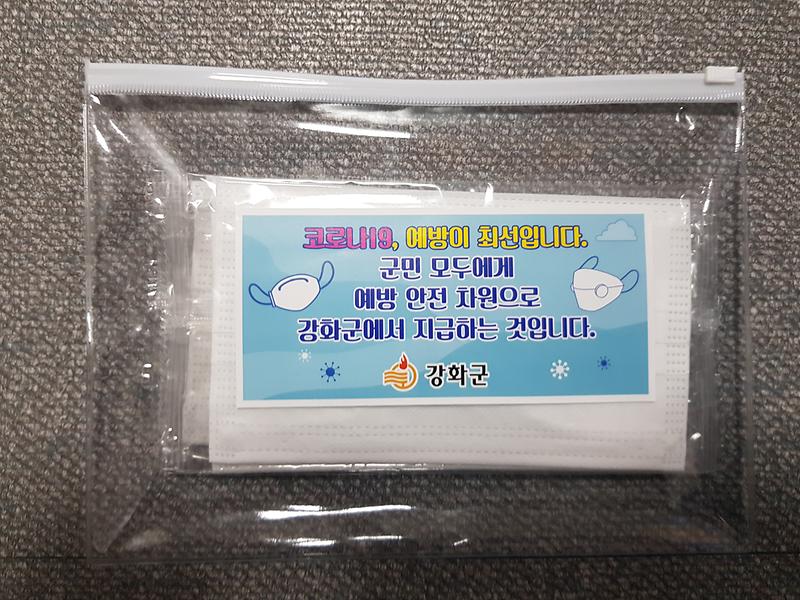 코로나19, 예방이 최선입니다.
군민 모두에게
예방 안전 차원으로
강화군에서 지급하는 것입니다.
강화군